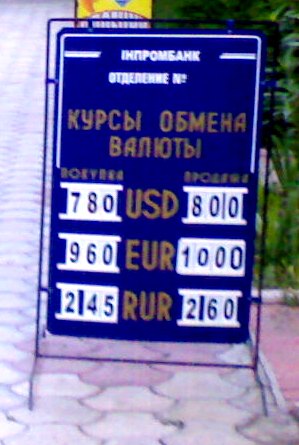 ІНПРОМБАНК
ОТДЕЛЕНИЕ №
КУРСЫ ОБМЕНА
ВАЛЮТЫ
ПОКУПКА ПРОДАЖА
780 USD 800
960 EUR 1000
245 RUR 260